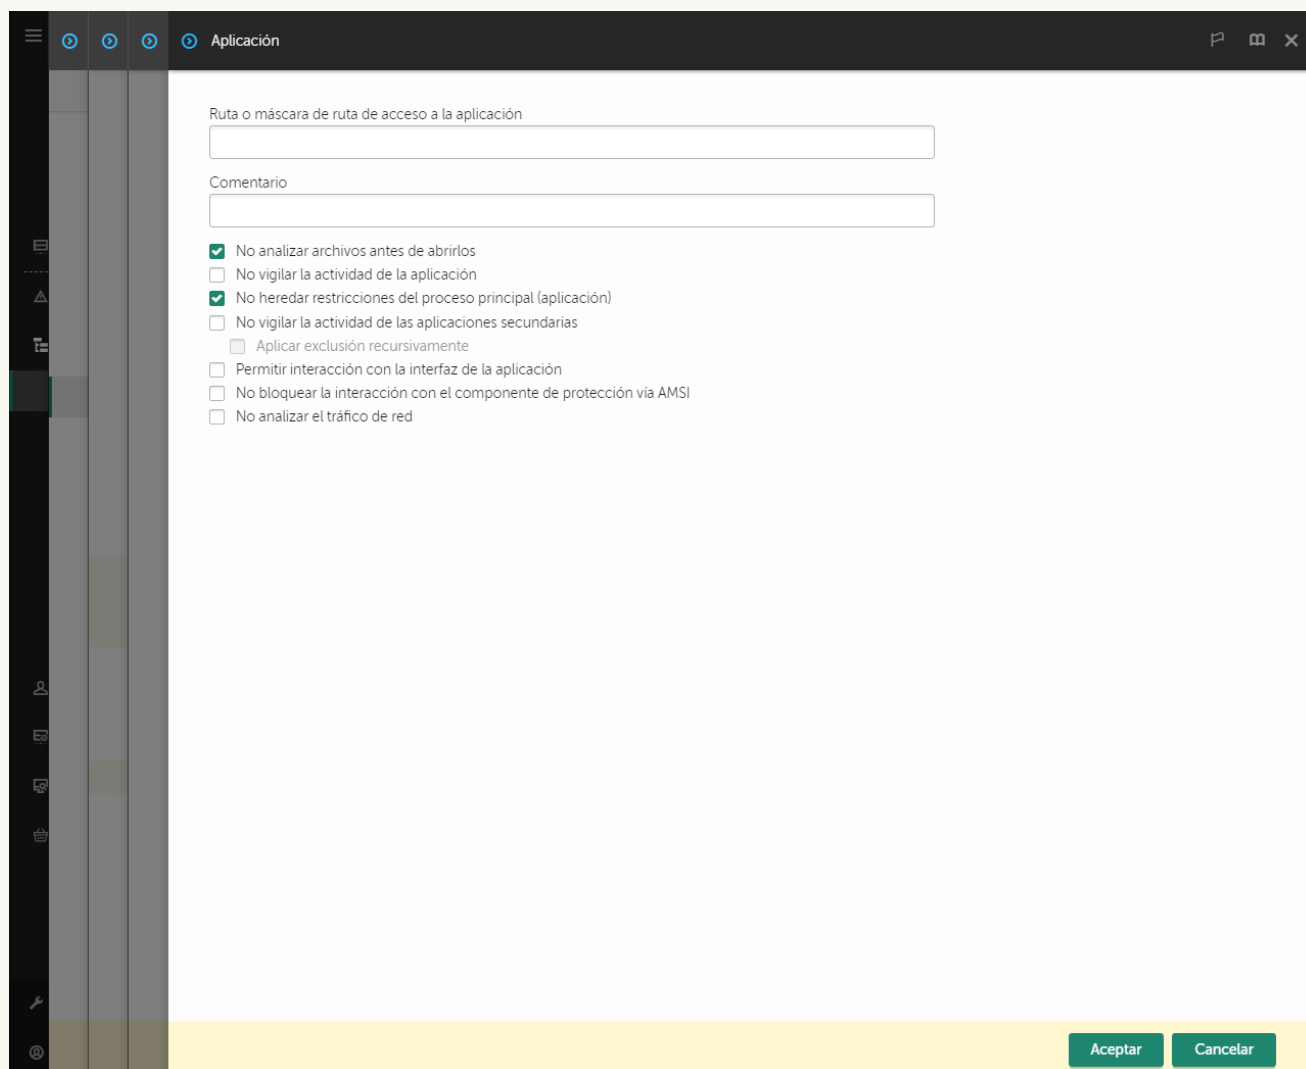 Aplicación
Ruta o máscara de ruta de acceso a la aplicación
Comentario
No analizar archivos antes de abrirlos
No vigilar la actividad de la aplicación
No heredar restricciones del proceso principal (aplicación)
No vigilar la actividad de las aplicaciones secundarias
Aplicar exclusión recursivamente
Permitir interacción con la interfaz de la aplicación
No bloquear la interacción con el componente de protección vía AMSI
No analizar el tráfico de red
Aceptar Cancelar